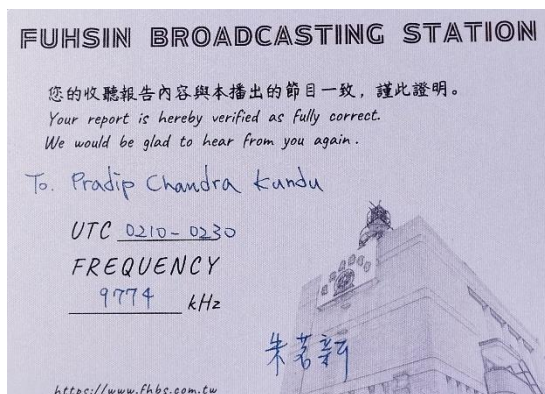 FUHSIN BROADCASTING STATION
您的收聽報告內容與本播出的節目一致，謹此證明。
Your report is hereby verified as fully correct.
We would be glad to hear from you again.
To. Pradip Chandra Kundu
UTC 0210-0230
FREQUENCY
9774 kHz
朱茗新
https://www.fhbs.com.tw